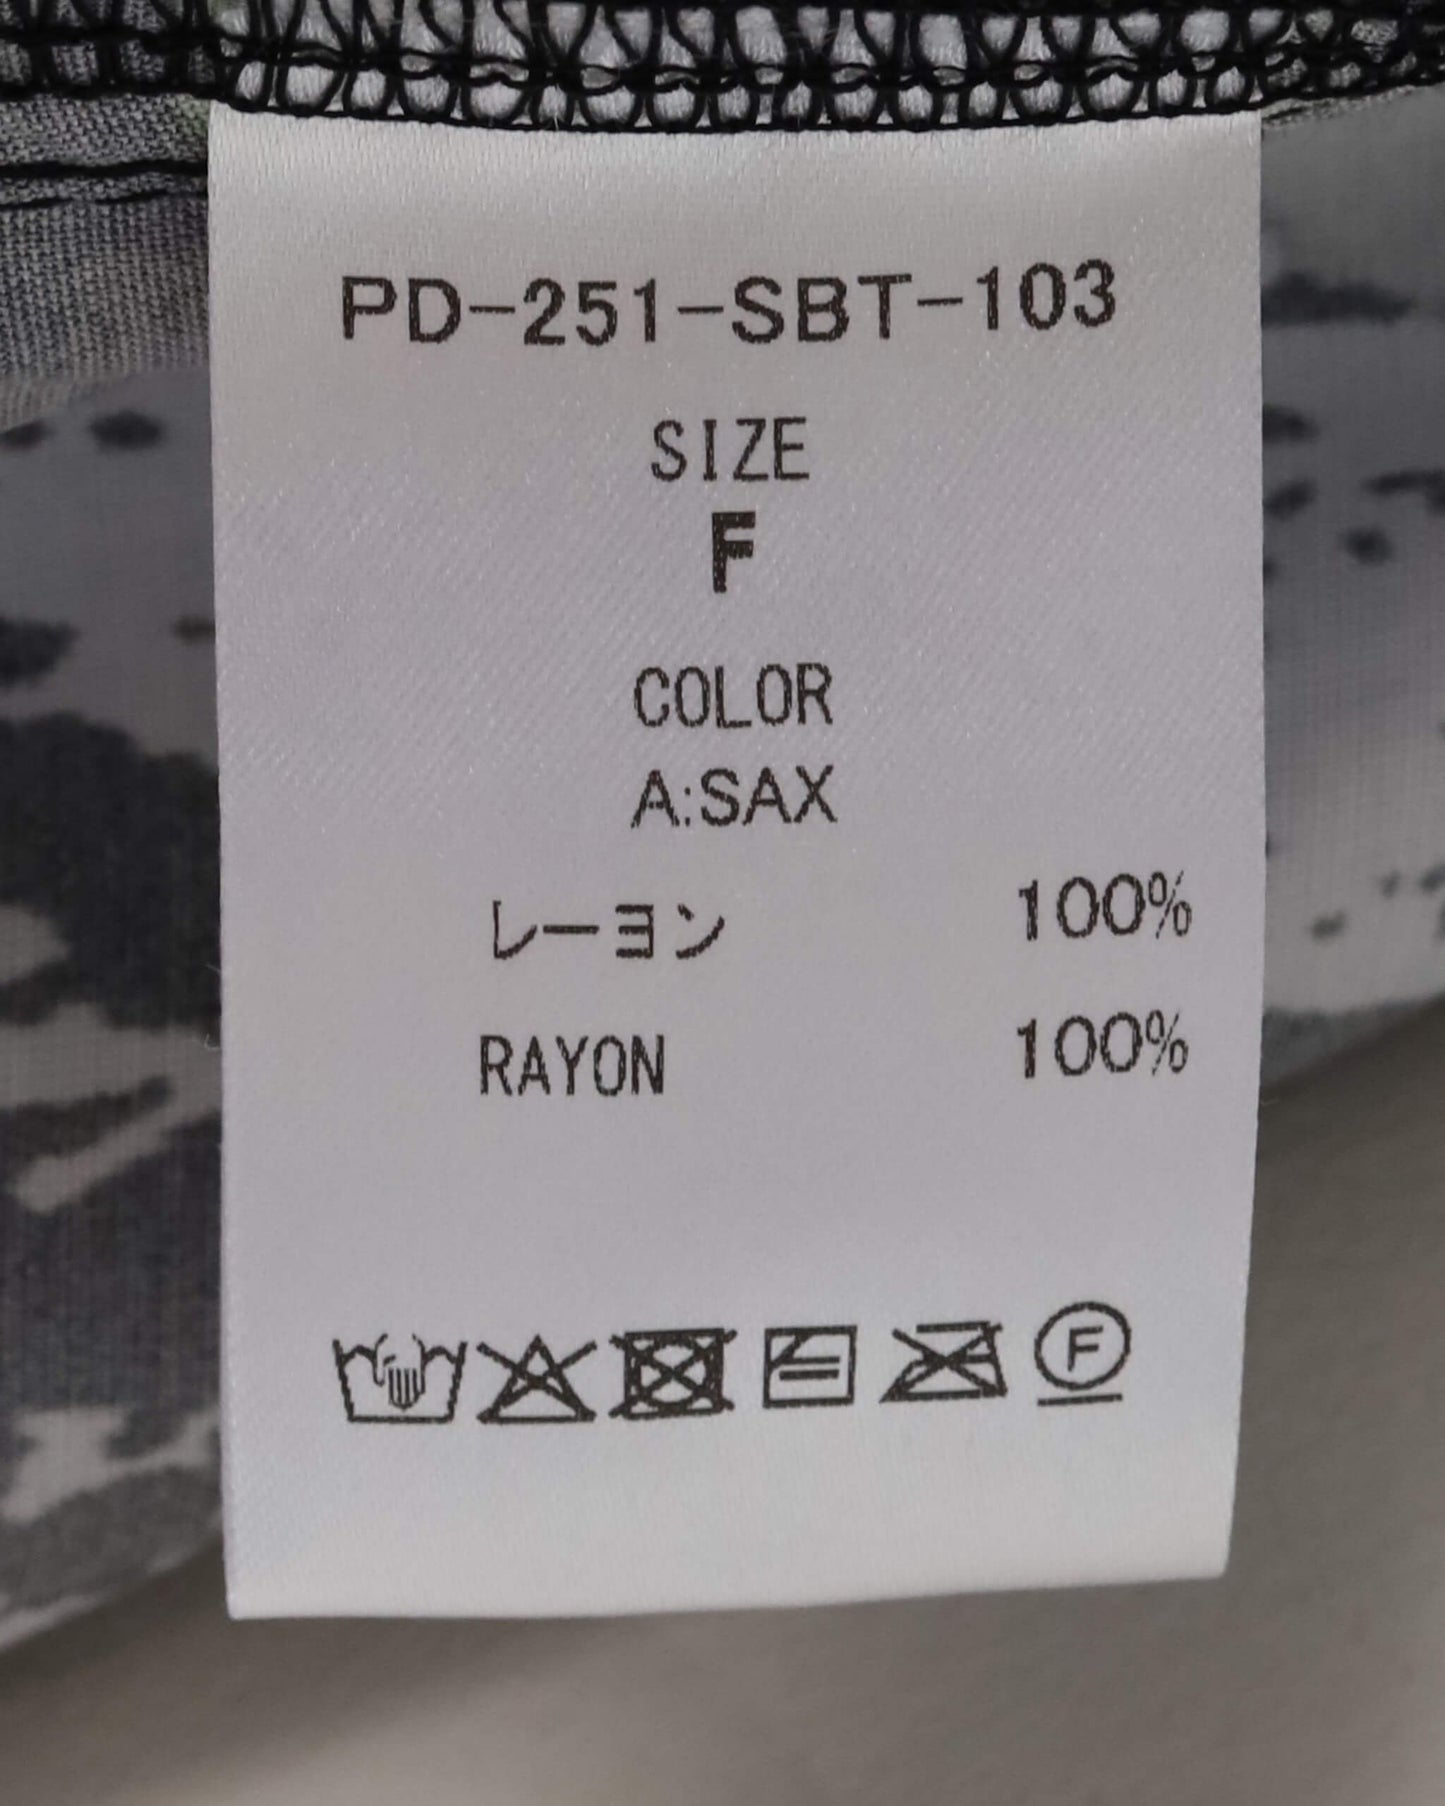 PD-251-SBT-103
SIZE
F
COLOR
A:SAX
レーヨン 100%
RAYON 100%
F